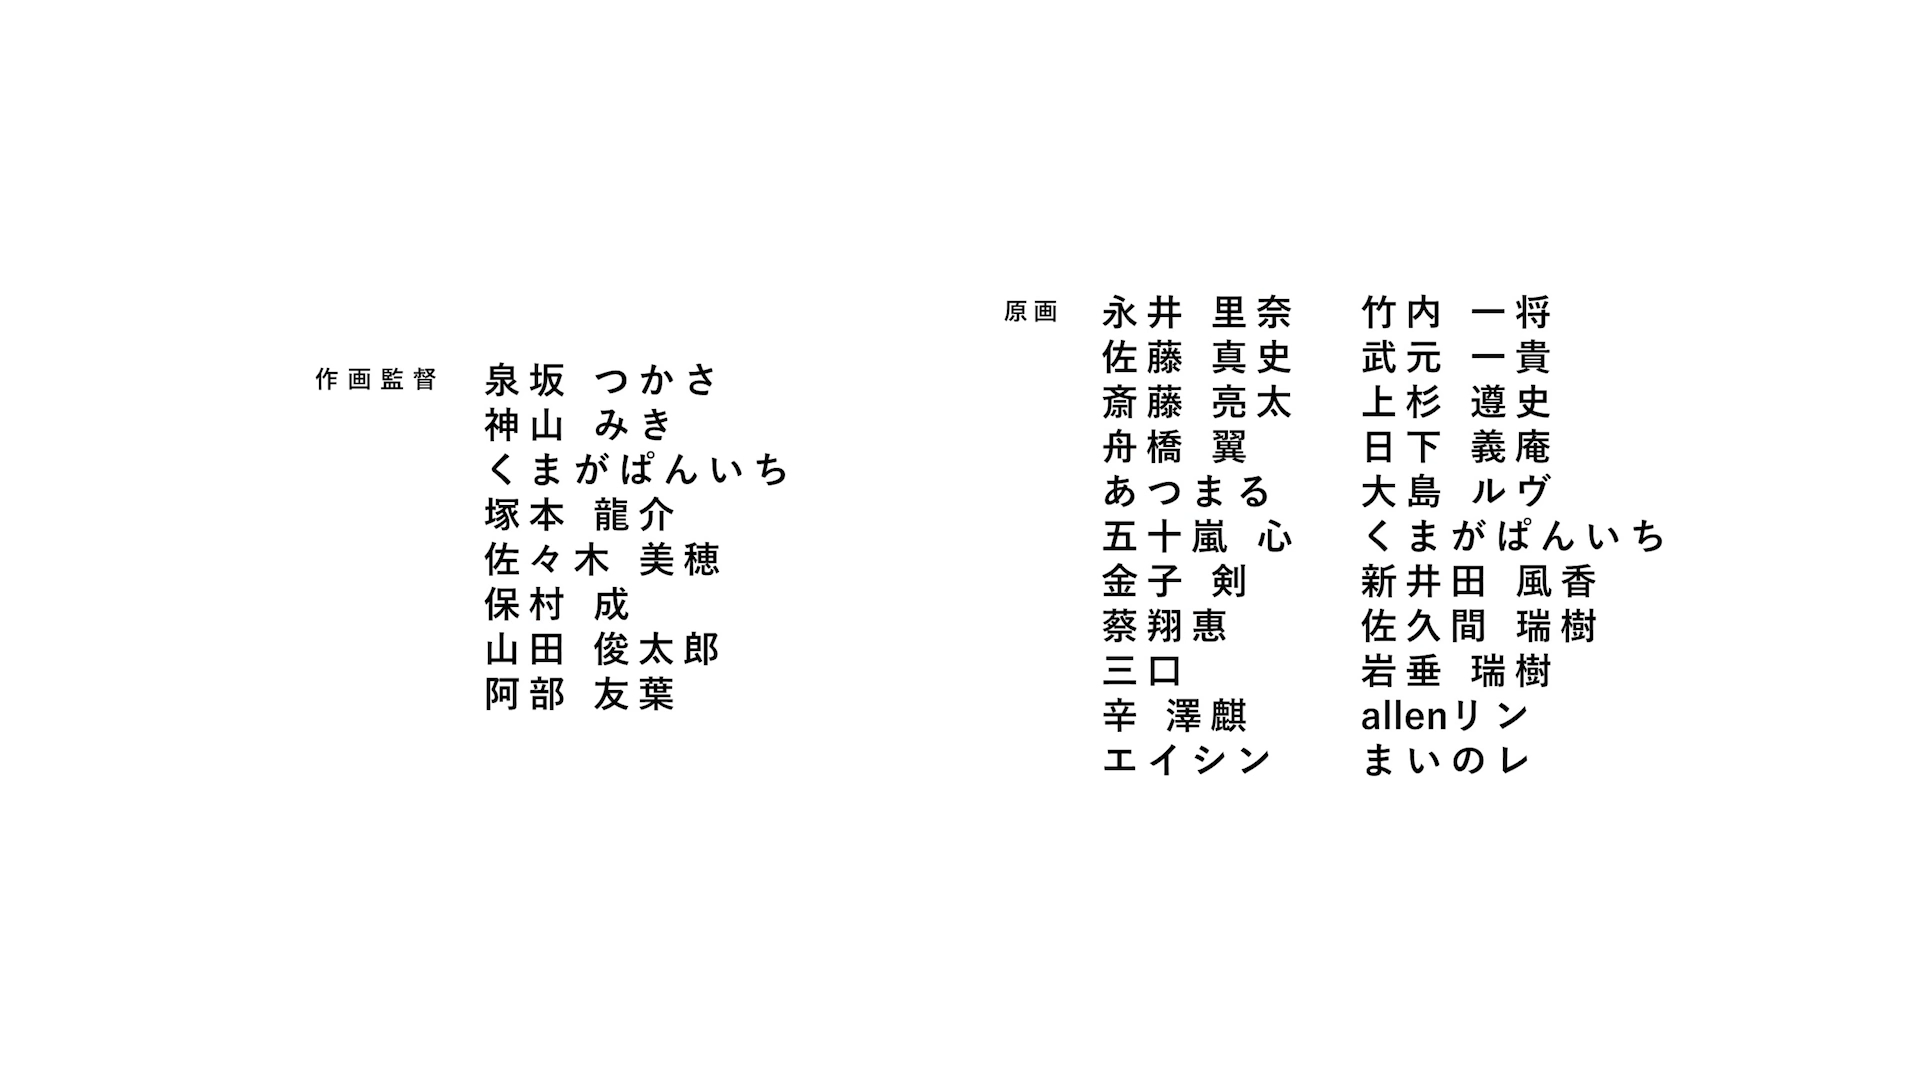 作画監督 泉坂 つかさ
神山 みき
くまがぱんいち
塚本 龍介
佐々木 美穂
保村 成
山田 俊太郎
阿部 友葉
原画 永井 里奈 竹内 一将
佐藤 真史 武元 一貴
斎藤 亮太 上杉 遵史
舟橋 翼 日下 義庵
あつまる 大島 ルヴ
五十嵐 心 くまがぱんいち
金子 剣 新井田 風香
蔡翔惠 佐久間 瑞樹
三口 岩垂 瑞樹
辛 澤麒 allenリン
エイシン まいのレ